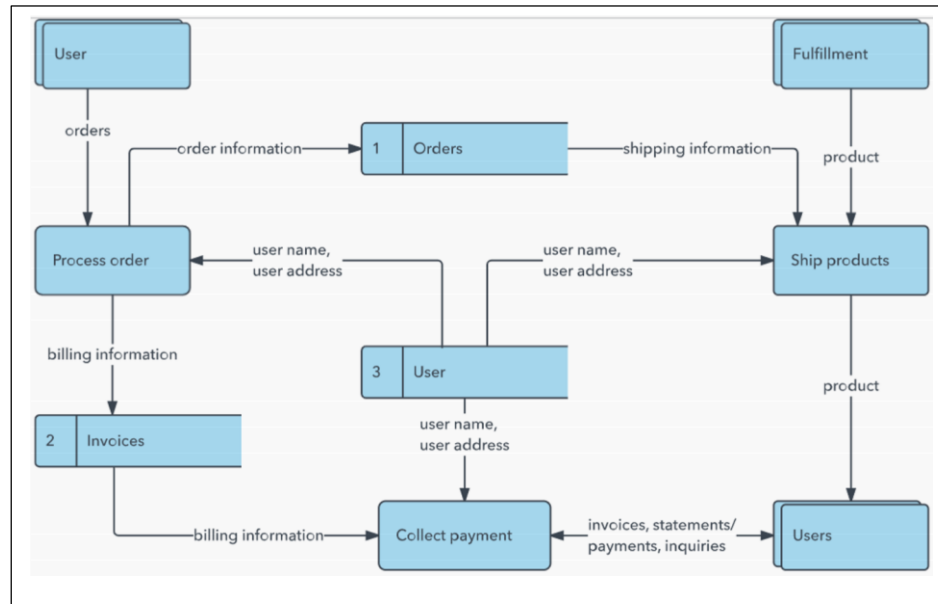 User
Fulfillment
orders
order information
1
Orders
shipping information
product
Process order
user name,
user address
user name,
user address
Ship products
billing information
3
User
product
2
Invoices
user name,
user address
billing information
Collect payment
invoices, statements/
payments, inquiries
Users